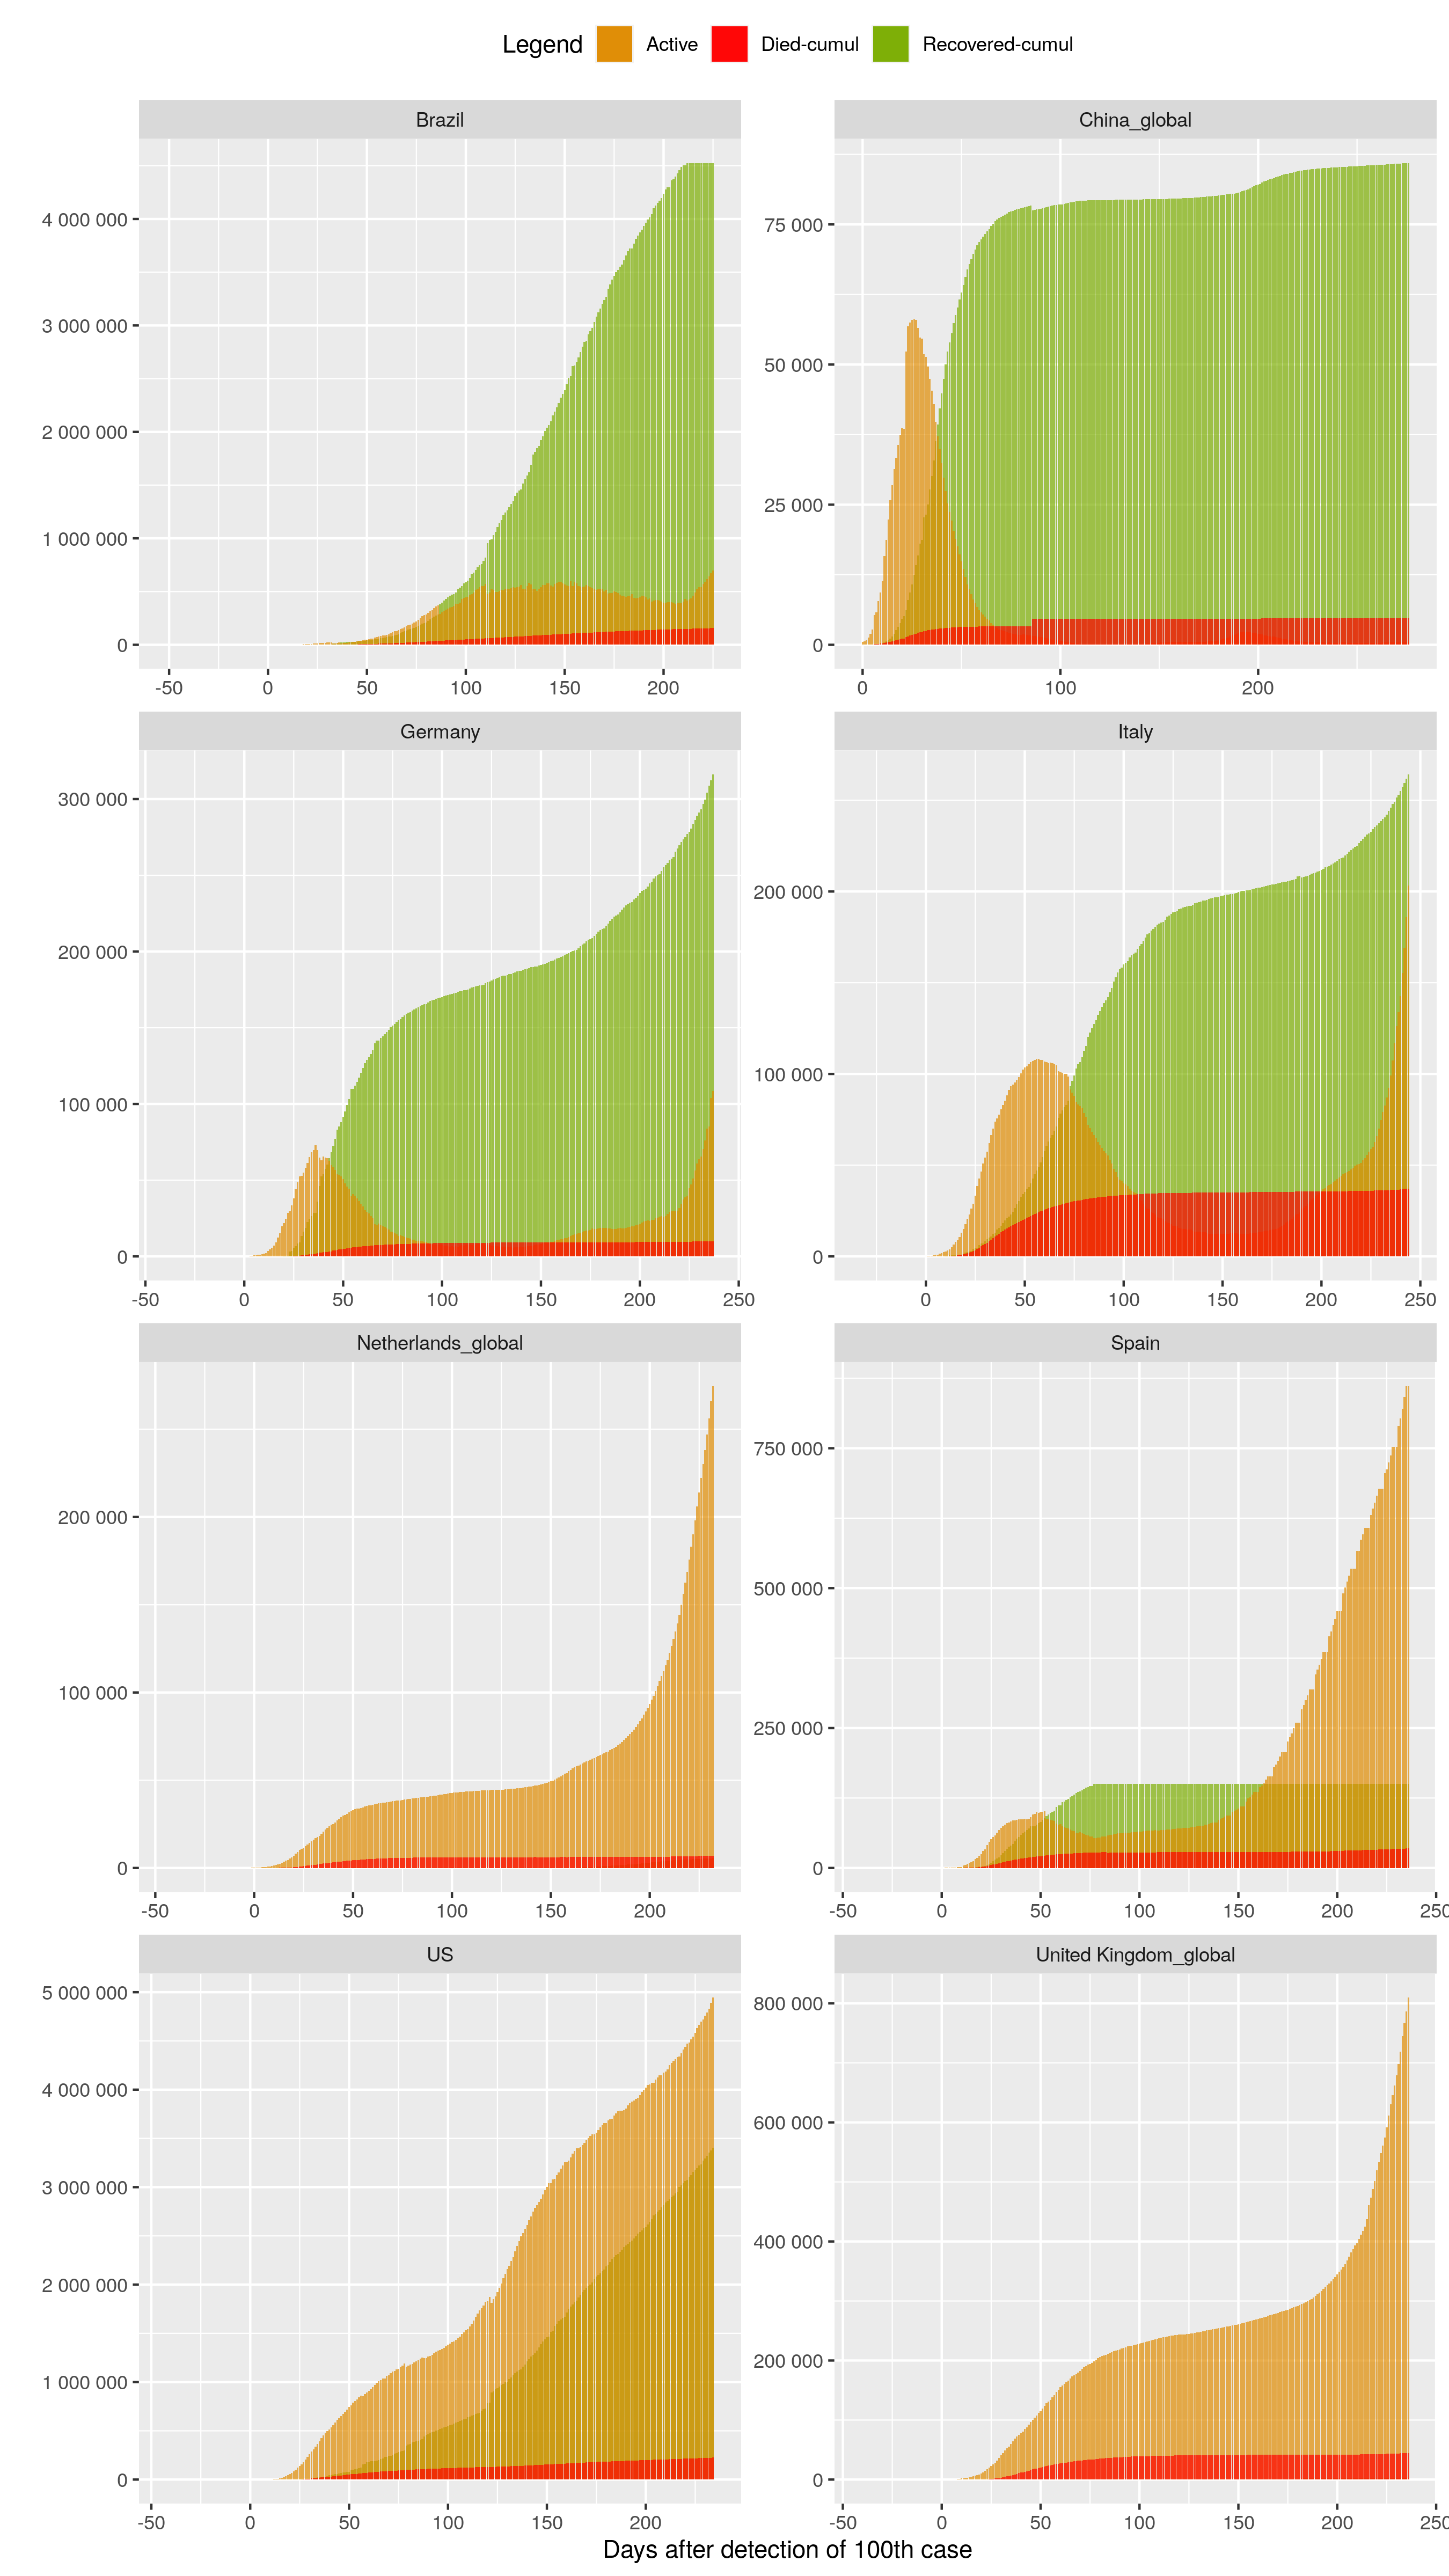 Legend Active Died-cumul Recovered-cumul
Brazil China_global
4 000 000
3 000 000
2 000 000
1 000 000
0
-50 0 50 100 150 200
75 000
50 000
25 000
0
0 100 200
Germany Italy
300 000
200 000
100 000
0
-50 0 50 100 150 200 250
200 000
100 000
0
0 50 100 150 200 250
Netherlands_global Spain
200 000
100 000
0
-50 0 50 100 150 200
750 000
500 000
250 000
0
-50 0 50 100 150 200 250
US United Kingdom_global
5 000 000
4 000 000
3 000 000
2 000 000
1 000 000
0
-50 0 50 100 150 200
800 000
600 000
400 000
200 000
0
-50 0 50 100 150 200 250
Days after detection of 100th case